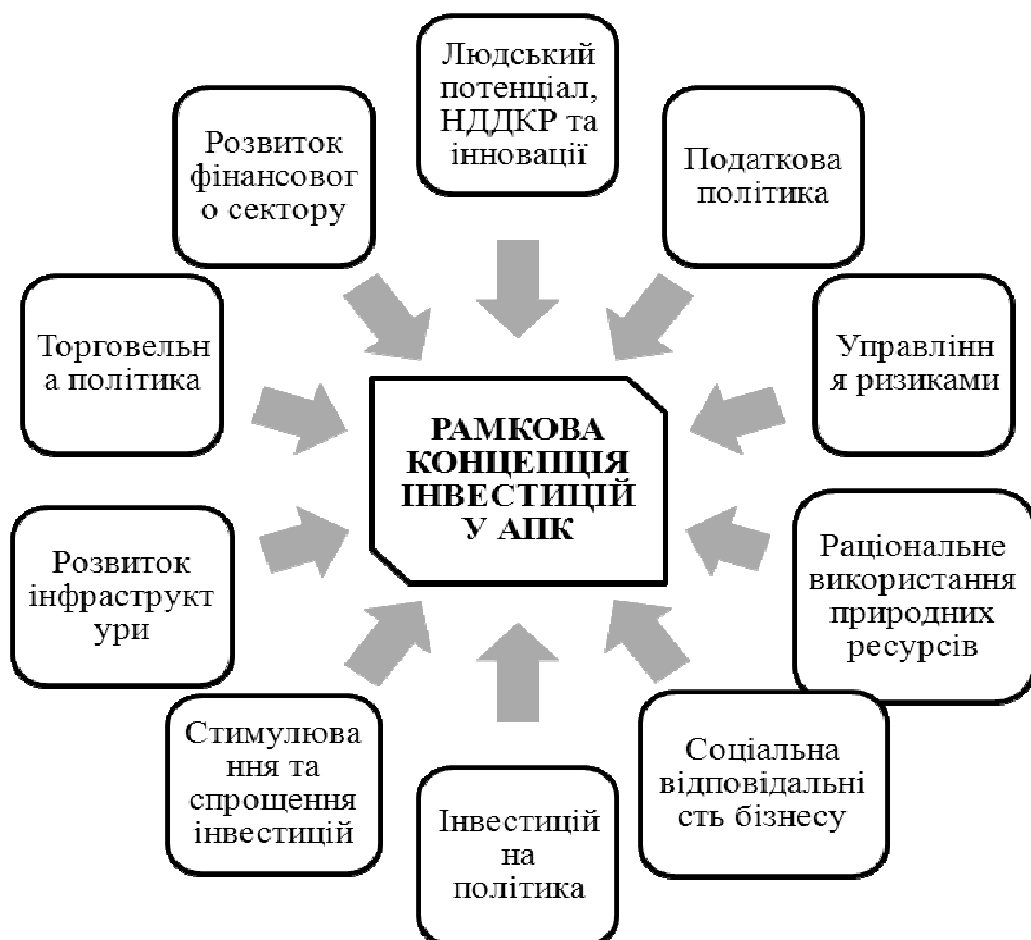 Людський
потенціал,
НДДКР та
інновації
Розвиток
фінансовог
о сектору
Податкова
політика
Торговельн
а політика
Управлінн
я ризиками
РАМКОВА
КОНЦЕПЦІЯ
ІНВЕСТИЦІЙ
У АПК
Розвиток
інфраструкт
ури
Раціональне
використання
природних
ресурсів
Стимулюва
ння та
спрощення
інвестицій
Соціальна
відповідальні
сть бізнесу
Інвестицій
на
політика